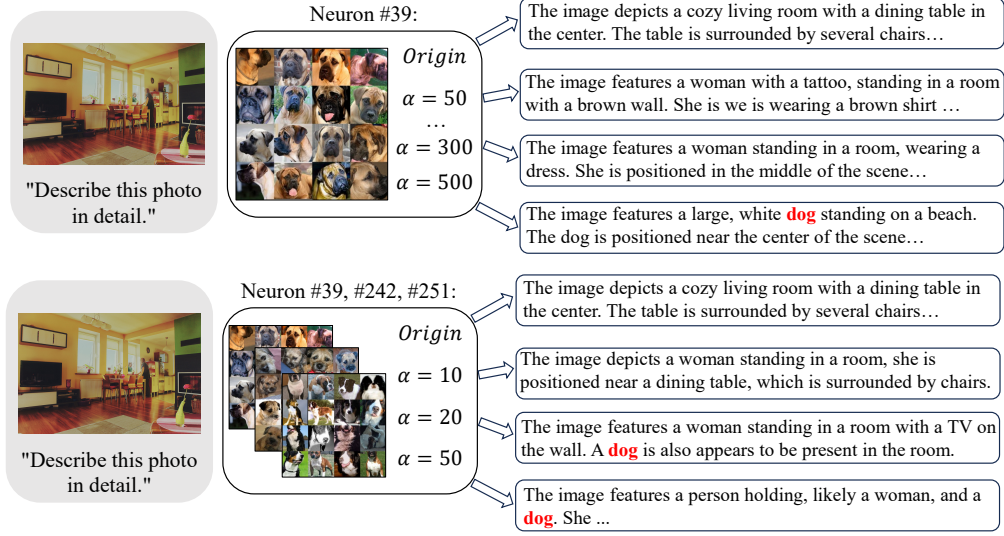 Neuron #39:
"Describe this photo
in detail."
Origin
α = 50
...
α = 300
α = 500
The image depicts a cozy living room with a dining table in
the center. The table is surrounded by several chairs…
The image features a woman with a tattoo, standing in a room
with a brown wall. She is we is wearing a brown shirt …
The image features a woman standing in a room, wearing a
dress. She is positioned in the middle of the scene…
The image features a large, white dog standing on a beach.
The dog is positioned near the center of the scene…
Neuron #39, #242, #251:
"Describe this photo
in detail."
Origin
α = 10
α = 20
α = 50
The image depicts a cozy living room with a dining table in
the center. The table is surrounded by several chairs…
The image depicts a woman standing in a room, she is
positioned near a dining table, which is surrounded by chairs.
The image features a woman standing in a room with a TV on
the wall. A dog is also appears to be present in the room.
The image features a person holding, likely a woman, and a
dog. She ...